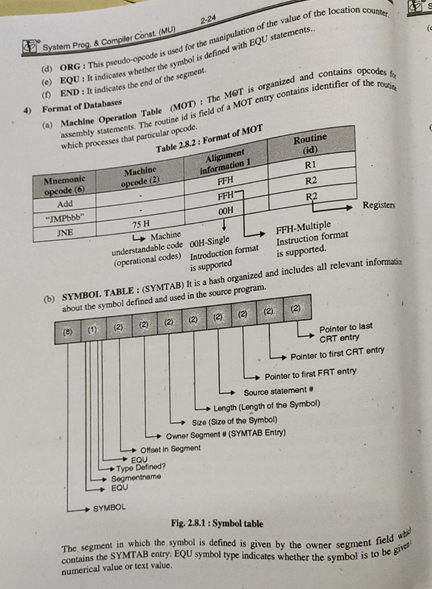 System Prog. & Compiler Const. (MU)
2-24
(d) ORG : This pseudo-opcode is used for the manipulation of the value of the location counter.
(e) EQU : It indicates whether the symbol is defined with EQU statements..
(f) END : It indicates the end of the segment.
4) Format of Databases
(a) Machine Operation Table (MOT) : The MOT is organized and contains opcodes for
assembly statements. The routine id is field of a MOT entry contains identifier of the routine
which processes that particular opcode.
Table 2.8.2 : Format of MOT
Mnemonic opcode (6) Machine opcode (2) Alignment information 1 Routine (id)
Add - FFH R1
"JMPbbb" FFH R2
JNE 75 H 00H R2
Registers
Machine
understandable code
(operational codes)
00H-Single
Introduction format
is supported
FFH-Multiple
Instruction format
is supported.
(b) SYMBOL TABLE : (SYMTAB) It is a hash organized and includes all relevant information
about the symbol defined and used in the source program.
(8) (1) (2) (2) (2) (2) (2) (2) (2) (2)
Pointer to last
CRT entry
Pointer to first CRT entry
Pointer to first FRT entry
Source statement #
Length (Length of the Symbol)
Size (Size of the Symbol)
Owner Segment # (SYMTAB Entry)
Offset in Segment
EQU
Type Defined?
Segmentname
EQU
SYMBOL
Fig. 2.8.1 : Symbol table
The segment in which the symbol is defined is given by the owner segment field which
contains the SYMTAB entry. EQU symbol type indicates whether the symbol is to be given
numerical value or text value.